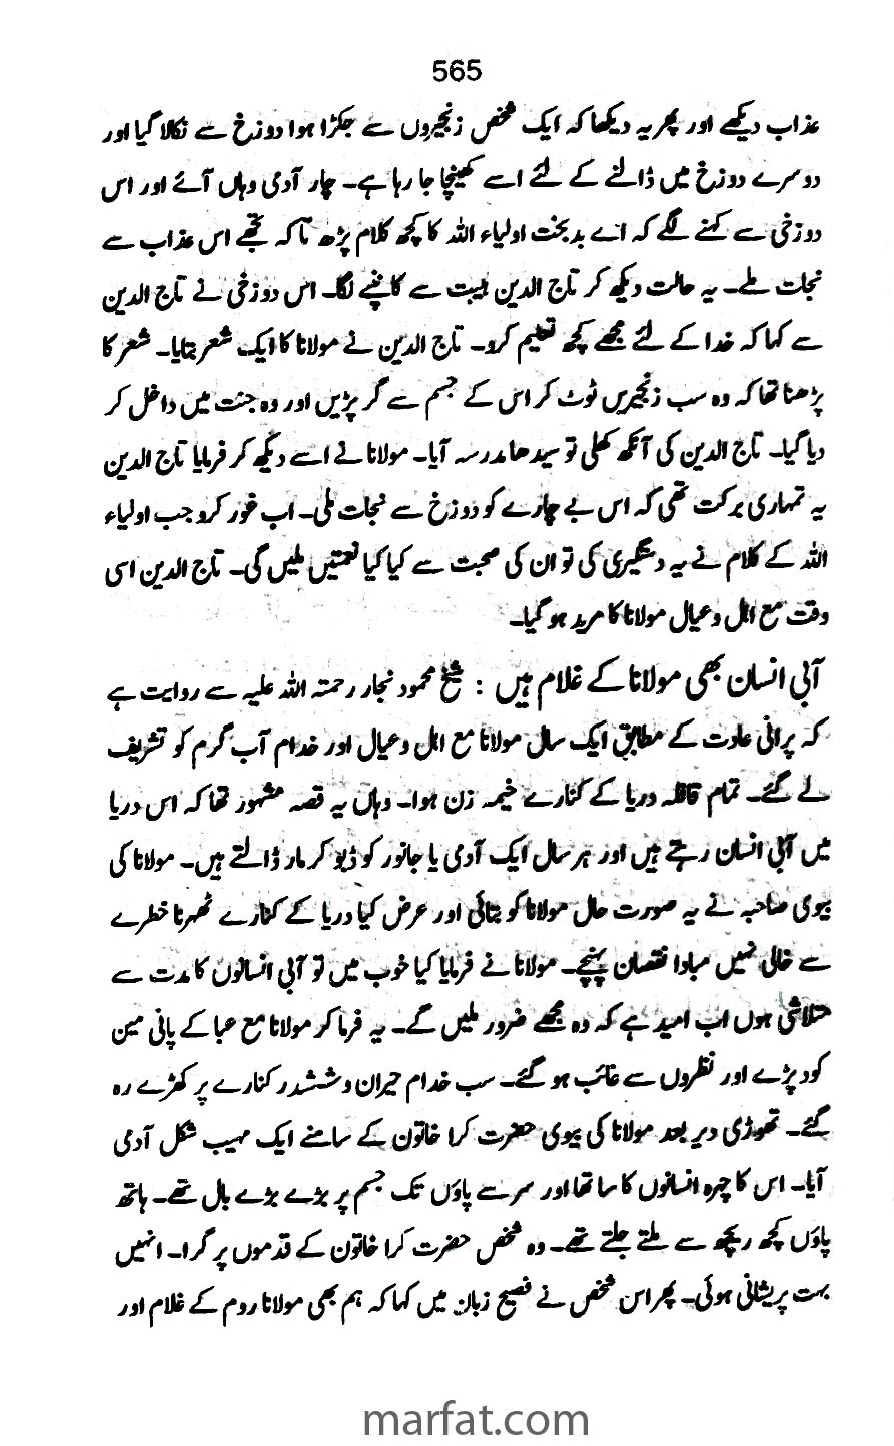 565
عذاب دیکھے اور پھر یہ دیکھا کہ ایک شخص زنجیروں سے جکڑا ہوا دوزخ سے نکالا گیا اور
دوسرے دوزخ میں ڈالنے کے لئے اسے کھینچا جا رہا ہے۔ چار آدمی وہاں آئے اور اس
دوزخی سے کہنے لگے کہ اے بدبخت اولیاء اللہ کا کچھ کلام پڑھ تاکہ تجھے اس عذاب سے
نجات ملے۔ یہ حالت دیکھ کر تاج الدین ہیبت سے کانپنے لگا۔ اس دوزخی نے تاج الدین
سے کہا کہ خدا کے لئے مجھے کچھ تعلیم کرو۔ تاج الدین نے مولانا کا ایک شعر بتایا۔ شعر کا
پڑھنا تھا کہ وہ سب زنجیریں ٹوٹ کر اس کے جسم سے گر پڑیں اور وہ جنت میں داخل کر
دیا گیا۔ تاج الدین کی آنکھ کھلی تو سیدھا مدرسہ آیا۔ مولانا نے اسے دیکھ کر فرمایا تاج الدین
یہ تمہاری برکت تھی کہ اس بے چارے کو دوزخ سے نجات ملی۔ اب غور کرو جب اولیاء
اللہ کے کلام نے یہ دستگیری کی تو ان کی محبت سے کیا کیا نعمتیں ملیں گی۔ تاج الدین اسی
وقت مع اہل و عیال مولانا کا مرید ہو گیا۔
آبی انسان بھی مولانا کے غلام ہیں : شیخ محمود نجار رحمتہ اللہ علیہ سے روایت ہے
کہ پرانی عادت کے مطابق ایک سال مولانا مع اہل و عیال اور خدام آب گرم کو تشریف
لے گئے۔ تمام قافلہ دریا کے کنارے خیمہ زن ہوا۔ وہاں یہ قصہ مشہور تھا کہ اس دریا
میں آبی انسان رہتے ہیں اور ہر سال ایک آدمی یا جانور کو ڈبو کر مار ڈالتے ہیں۔ مولانا کی
بیوی صاحبہ نے یہ صورت حال مولانا کو بتائی اور عرض کیا دریا کے کنارے ٹھہرنا خطرے
سے خالی نہیں مبادا نقصان پہنچے۔ مولانا نے فرمایا کیا خوب میں تو آبی انسانوں کا مدت سے
متلاشی ہوں اب امید ہے کہ وہ مجھے ضرور ملیں گے۔ یہ فرما کر مولانا مع عبا کے پانی مین
کود پڑے اور نظروں سے غائب ہو گئے۔ سب خدام حیران و ششدر کنارے پر کھڑے رہ
گئے۔ تھوڑی دیر بعد مولانا کی بیوی حضرت کرا خاتون کے سامنے ایک مہیب شکل آدمی
آیا۔ اس کا چہرہ انسانوں کا سا تھا اور سر سے پاؤں تک جسم پر بڑے بڑے بال تھے۔ ہاتھ
پاؤں کچھ ریچھ سے ملتے جلتے تھے۔ وہ شخص حضرت کرا خاتون کے قدموں پر گرا۔ انہیں
بہت پریشانی ہوئی۔ پھر اس شخص نے فصیح زبان میں کہا کہ ہم بھی مولانا روم کے غلام اور
marfat.com